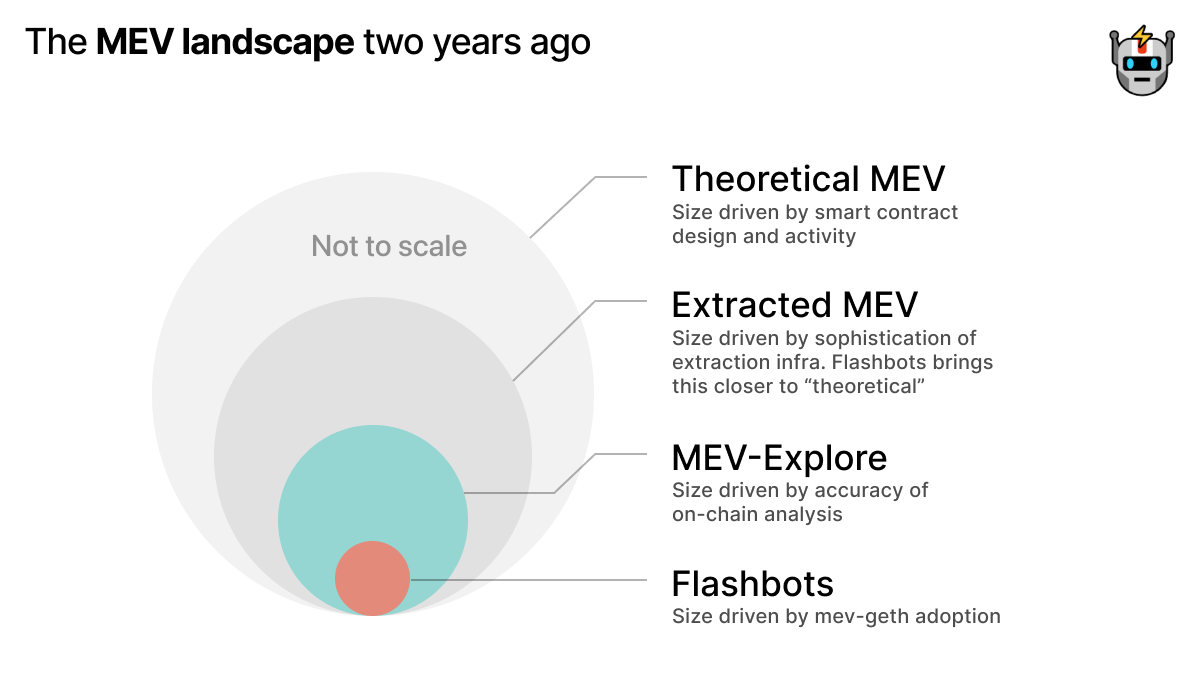 The MEV landscape two years ago
Not to scale
Theoretical MEV
Size driven by smart contract
design and activity
Extracted MEV
Size driven by sophistication of
extraction infra. Flashbots brings
this closer to “theoretical”
MEV-Explore
Size driven by accuracy of
on-chain analysis
Flashbots
Size driven by mev-geth adoption